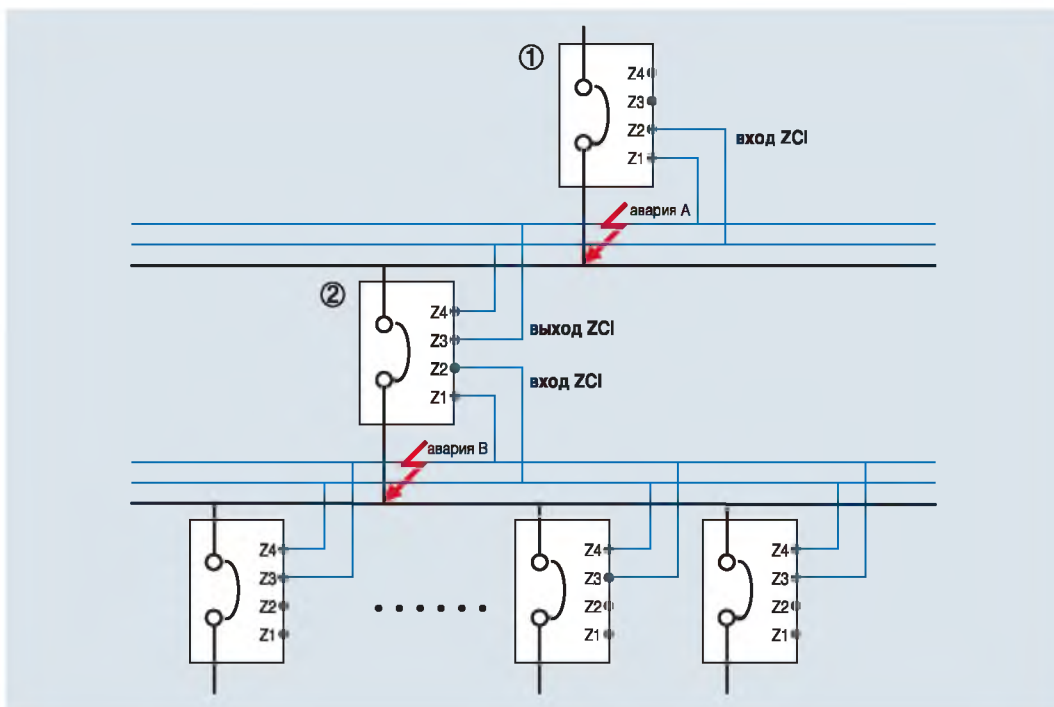 ①
Z4
Z3
Z2
Z1
вход ZCI
авария А
②
Z4
Z3
Z2
Z1
выход ZCI
вход ZCI
авария В
Z4
Z3
Z2
Z1
Z4
Z3
Z2
Z1
Z4
Z3
Z2
Z1